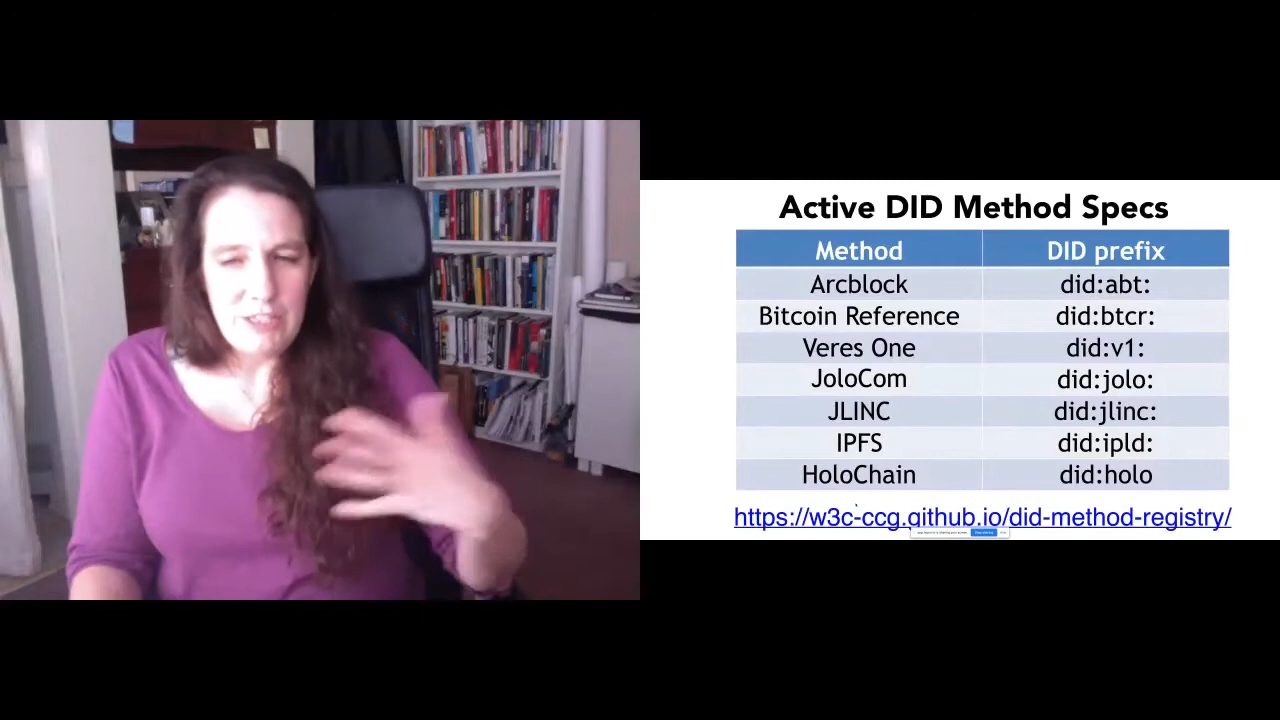 Active DID Method Specs
Method DID prefix
Arcblock did:abt:
Bitcoin Reference did:btcr:
Veres One did:v1:
JoloCom did:jolo:
JLINC did:jlinc:
IPFS did:ipld:
HoloChain did:holo
https://w3c-ccg.github.io/did-method-registry/